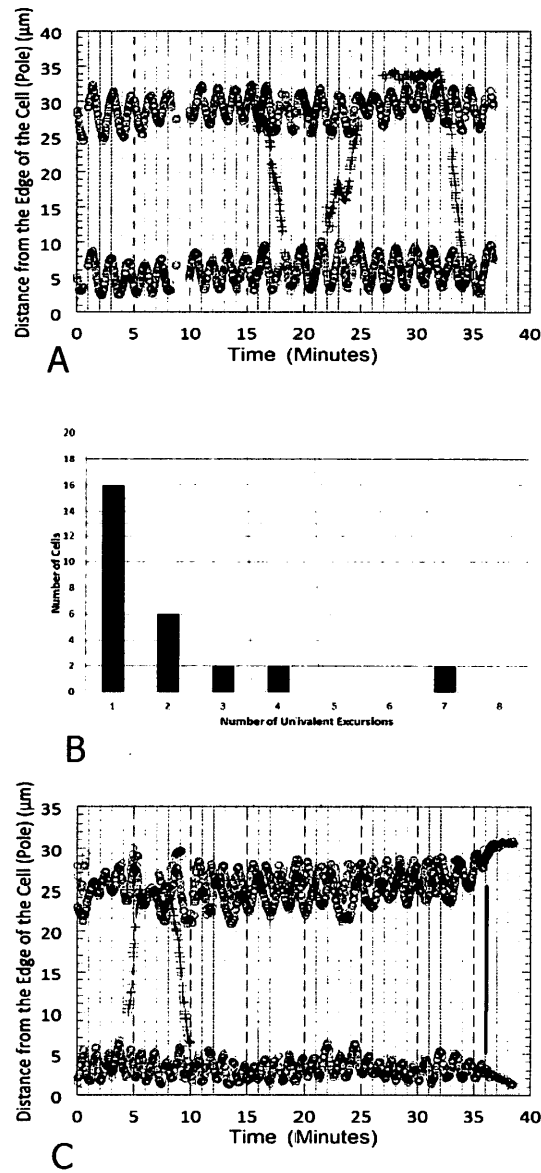 Distance from the Edge of the Cell (Pole) (µm)
40
35
30
25
20
15
10
5
0
0 5 10 15 20 25 30 35 40
Time (Minutes)
A
Number of Cells
20
18
16
14
12
10
8
6
4
2
0
1 2 3 4 5 6 7 8
Number of Univalent Excursions
B
Distance from the Edge of the Cell (Pole) (µm)
35
30
25
20
15
10
5
0
0 5 10 15 20 25 30 35 40
Time (Minutes)
C